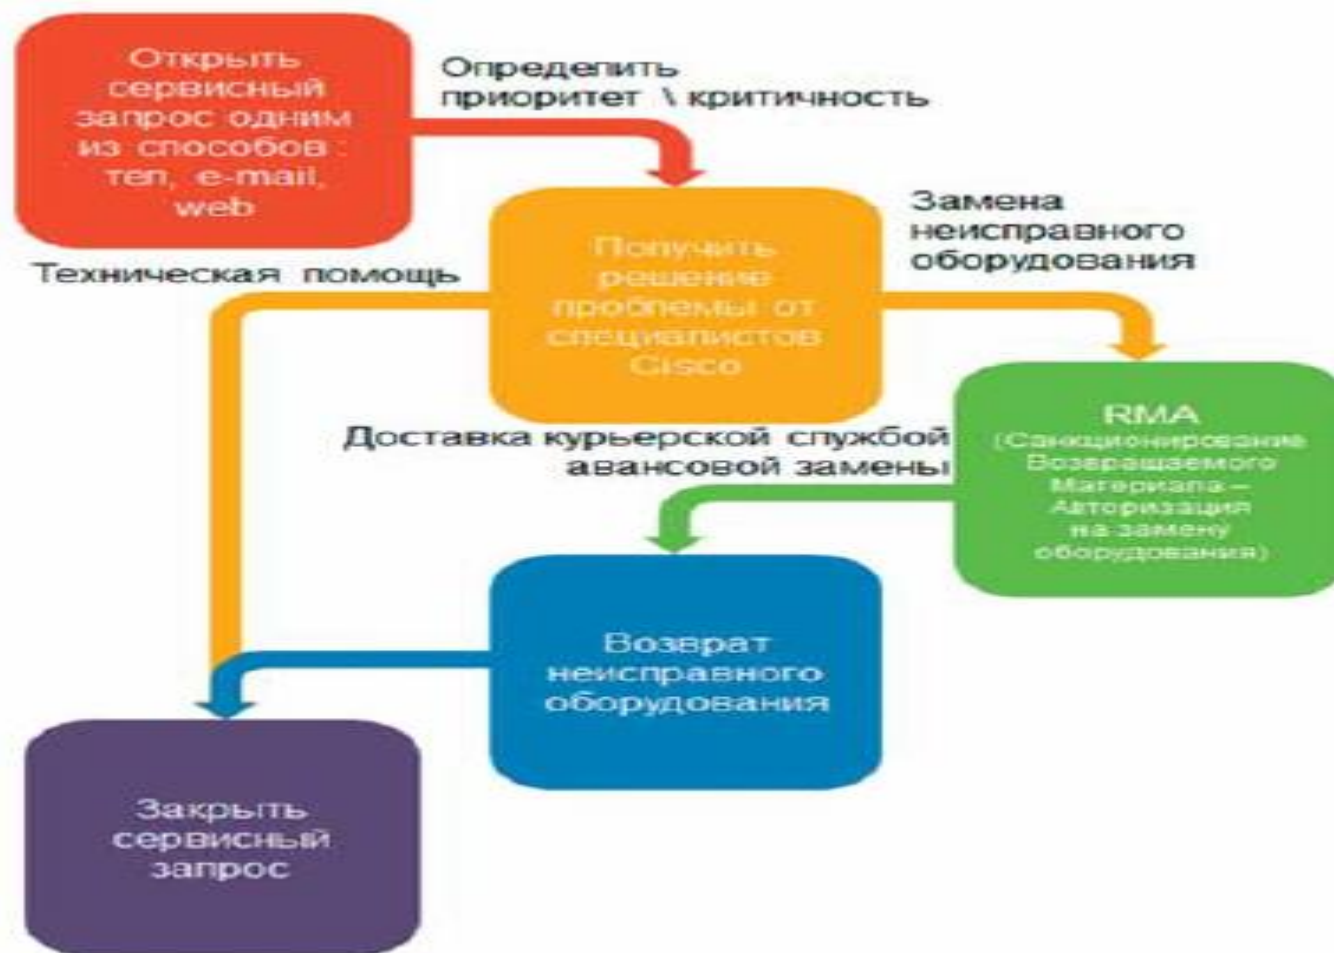 Открыть
сервисный
запрос одним
из способов :
тел, e-mail,
web
Определить
приоритет \ критичность
Получить
решение
проблемы от
специалистов
Cisco
Замена
неисправного
оборудования
Техническая помощь
RMA
(Санкционирование
Возвращаемого
Материала –
Авторизация
на замену
оборудования)
Доставка курьерской службой
авансовой замены
Возврат
неисправного
оборудования
Закрыть
сервисный
запрос